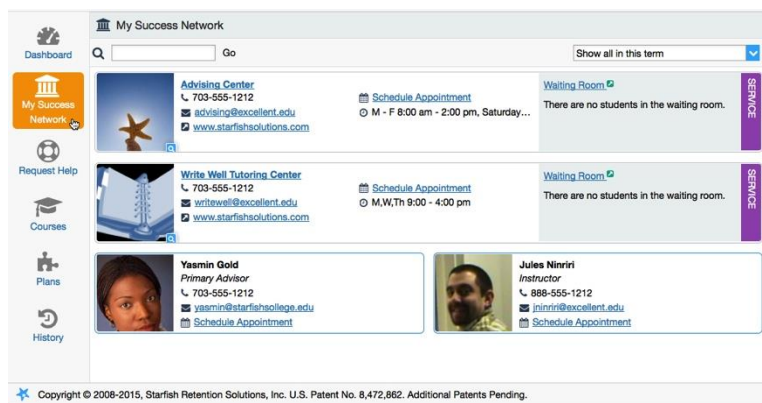 My Success Network
Dashboard
Go
Show all in this term
My Success
Network
Request Help
Courses
Plans
History
Advising Center
703-555-1212
advising@excellent.edu
www.starfishsolutions.com
Schedule Appointment
M - F 8:00 am - 2:00 pm, Saturday...
Waiting Room
There are no students in the waiting room.
SERVICE
Write Well Tutoring Center
703-555-1212
writewell@excellent.edu
www.starfishsolutions.com
Schedule Appointment
M,W,Th 9:00 - 4:00 pm
Waiting Room
There are no students in the waiting room.
SERVICE
Yasmin Gold
Primary Advisor
703-555-1212
yasmin@starfishsollege.edu
Schedule Appointment
Jules Ninriri
Instructor
888-555-1212
jninriri@excellent.edu
Schedule Appointment
Copyright © 2008-2015, Starfish Retention Solutions, Inc. U.S. Patent No. 8,472,862. Additional Patents Pending.